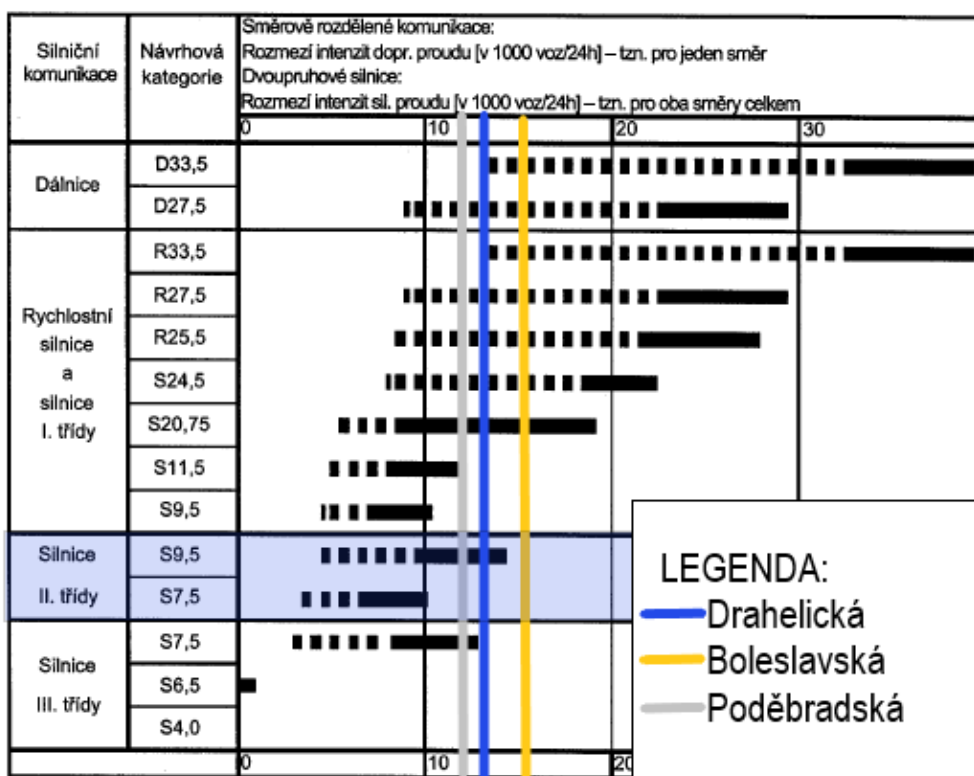 Silniční
komunikace
Návrhová
kategorie
Směrově rozdělené komunikace:
Rozmezí intenzit dopr. proudu [v 1000 voz/24h] – tzn. pro jeden směr
Dvoupruhové silnice:
Rozmezí intenzit sil. proudu [v 1000 voz/24h] – tzn. pro oba směry celkem
0 10 20 30
Dálnice
D33,5
D27,5
Rychlostní
silnice
a
silnice
I. třídy
R33,5
R27,5
R25,5
S24,5
S20,75
S11,5
S9,5
Silnice
II. třídy
S9,5
S7,5
Silnice
III. třídy
S7,5
S6,5
S4,0
0 10 20
LEGENDA:
Drahelická
Boleslavská
Poděbradská